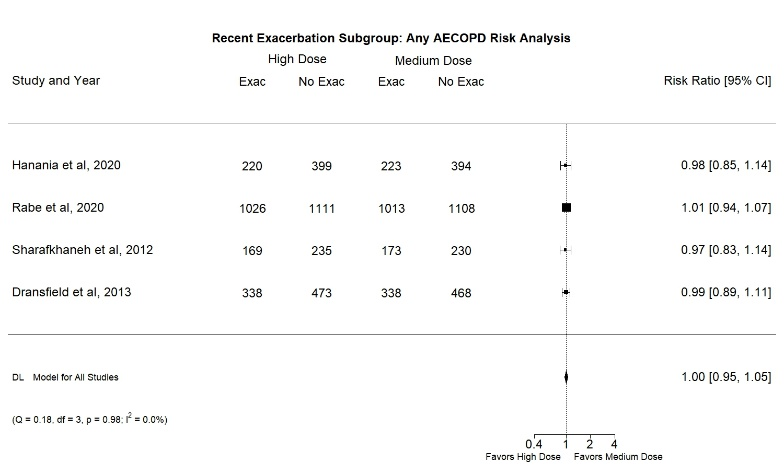 Recent Exacerbation Subgroup: Any AECOPD Risk Analysis
High Dose Medium Dose
Study and Year Exac No Exac Exac No Exac Risk Ratio [95% CI]
Hanania et al, 2020 220 399 223 394 0.98 [0.85, 1.14]
Rabe et al, 2020 1026 1111 1013 1108 1.01 [0.94, 1.07]
Sharafkhaneh et al, 2012 169 235 173 230 0.97 [0.83, 1.14]
Dransfield et al, 2013 338 473 338 468 0.99 [0.89, 1.11]
DL Model for All Studies 1.00 [0.95, 1.05]
(Q = 0.18, df = 3, p = 0.98; I² = 0.0%)
0.4 1 2 4
Favors High Dose Favors Medium Dose